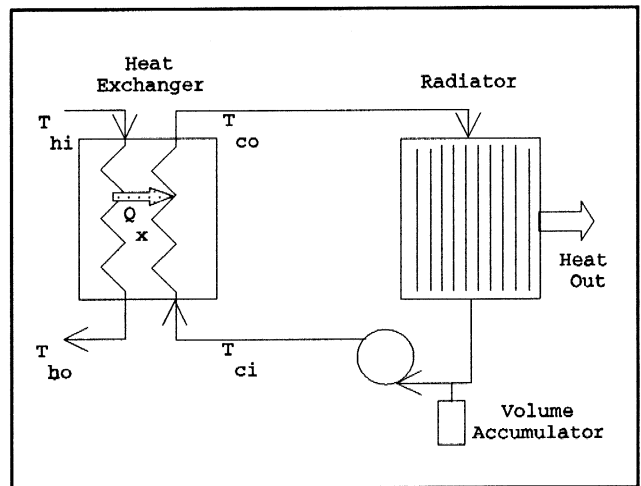 Heat
Exchanger
Radiator
T
hi
T
co
Q
x
Heat
Out
T
ho
T
ci
Volume
Accumulator